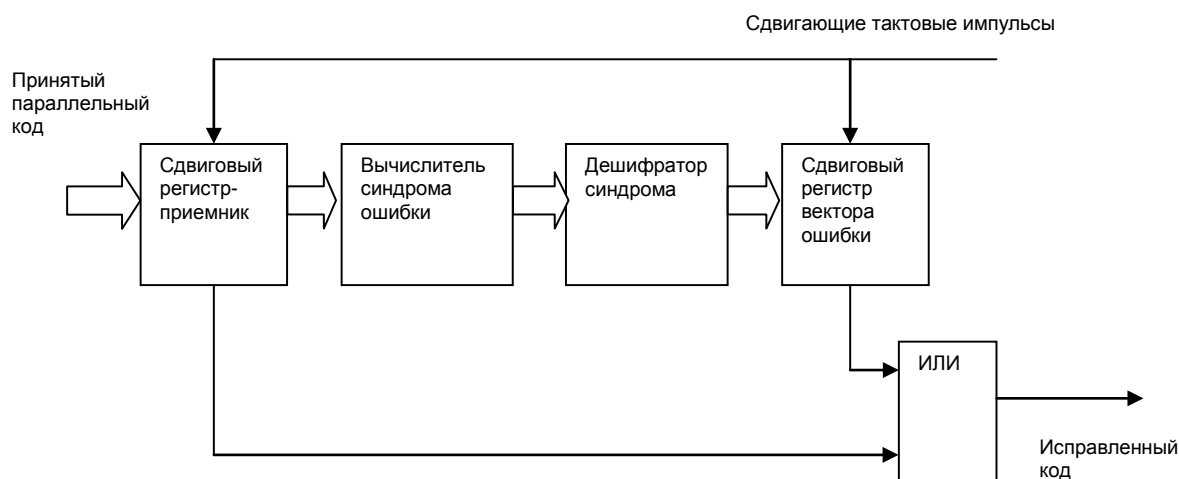 Сдвигающие тактовые импульсы
Принятый
параллельный
код
Сдвиговый
регистр-
приемник
Вычислитель
синдрома
ошибки
Дешифратор
синдрома
Сдвиговый
регистр
вектора
ошибки
ИЛИ
Исправленный
код